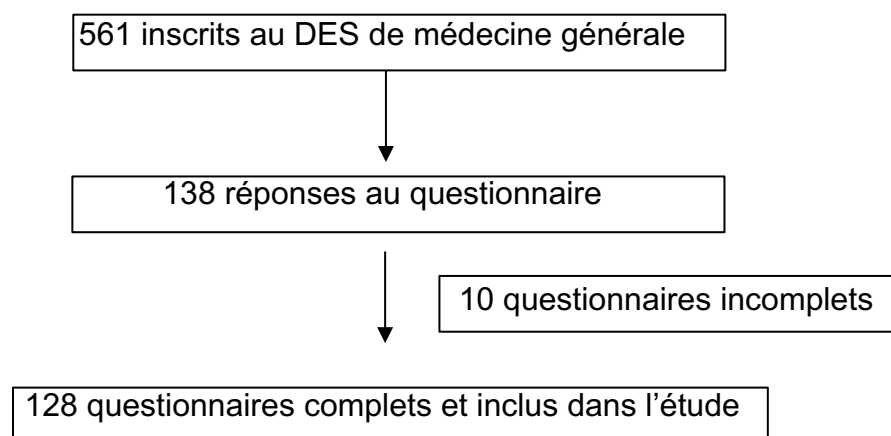 561 inscrits au DES de médecine générale
138 réponses au questionnaire
10 questionnaires incomplets
128 questionnaires complets et inclus dans l’étude